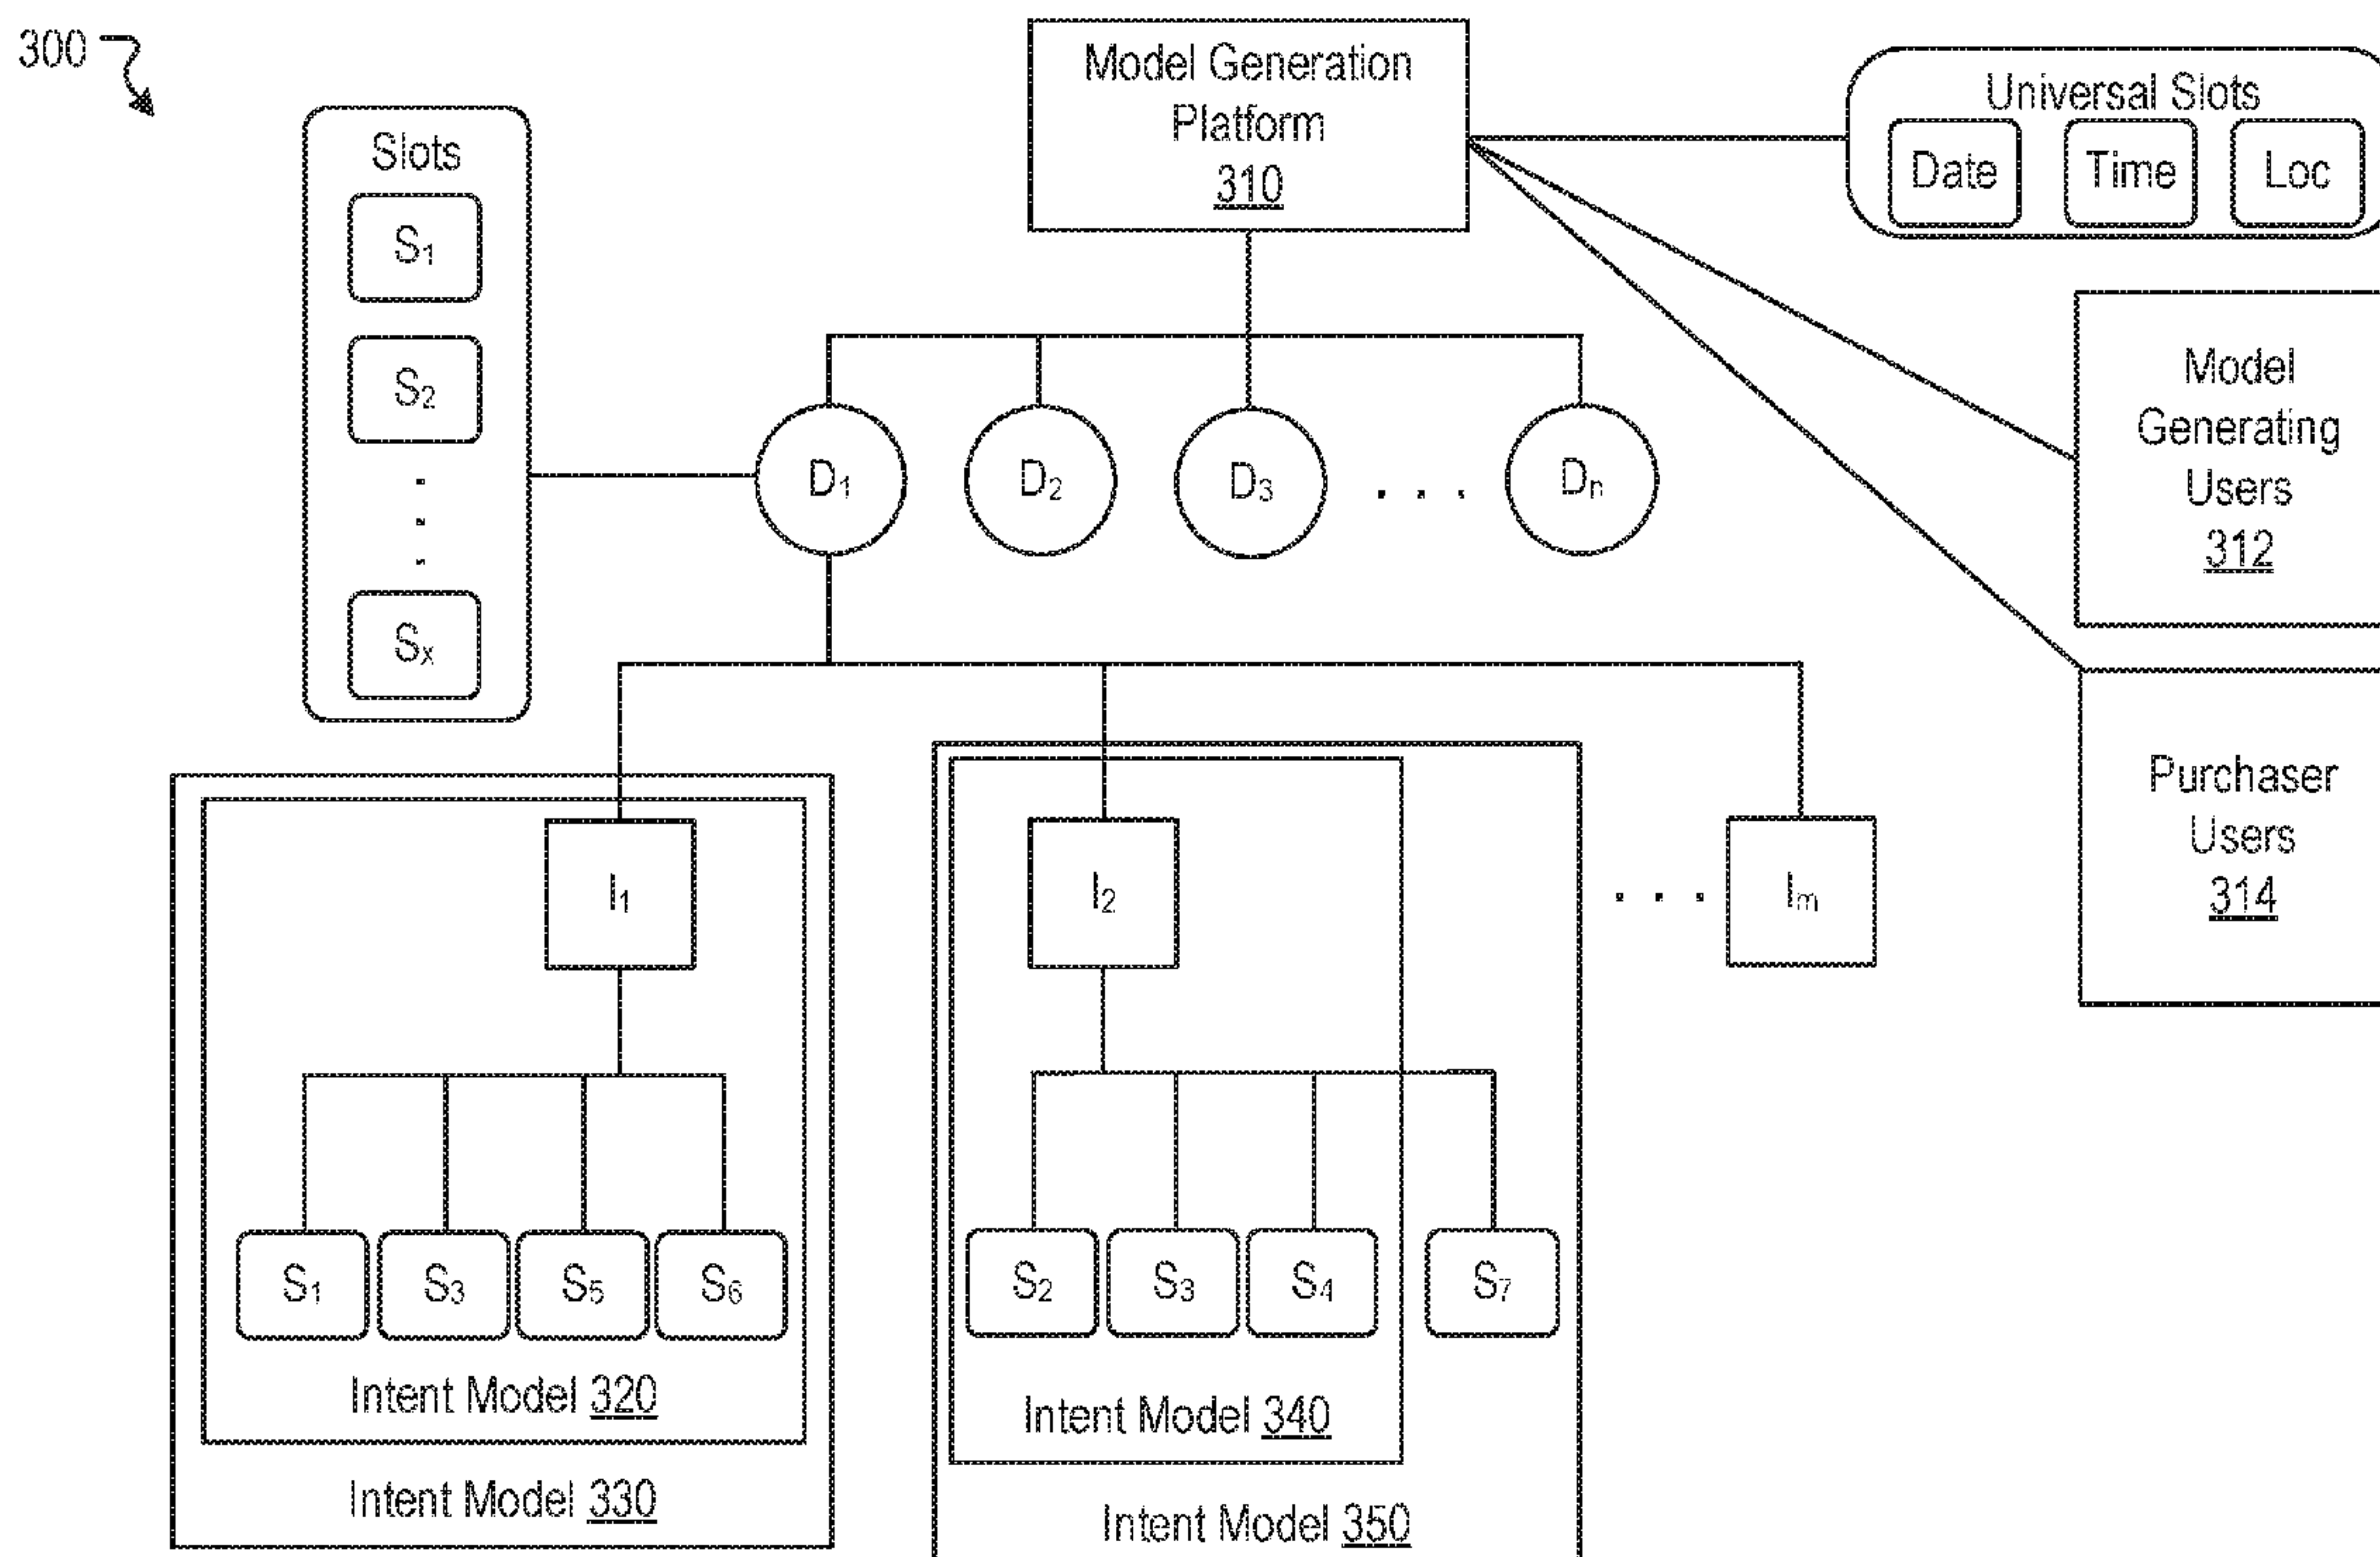 300
Model Generation
Platform
310
Universal Slots
Date Time Loc
Slots
S₁
S₂
Sₓ
D₁ D₂ D₃ . . . Dₙ
Model
Generating
Users
312
Purchaser
Users
314
I₁ I₂ . . . Iₘ
S₁ S₃ S₅ S₆
S₂ S₃ S₄ S₇
Intent Model 320
Intent Model 330
Intent Model 340
Intent Model 350